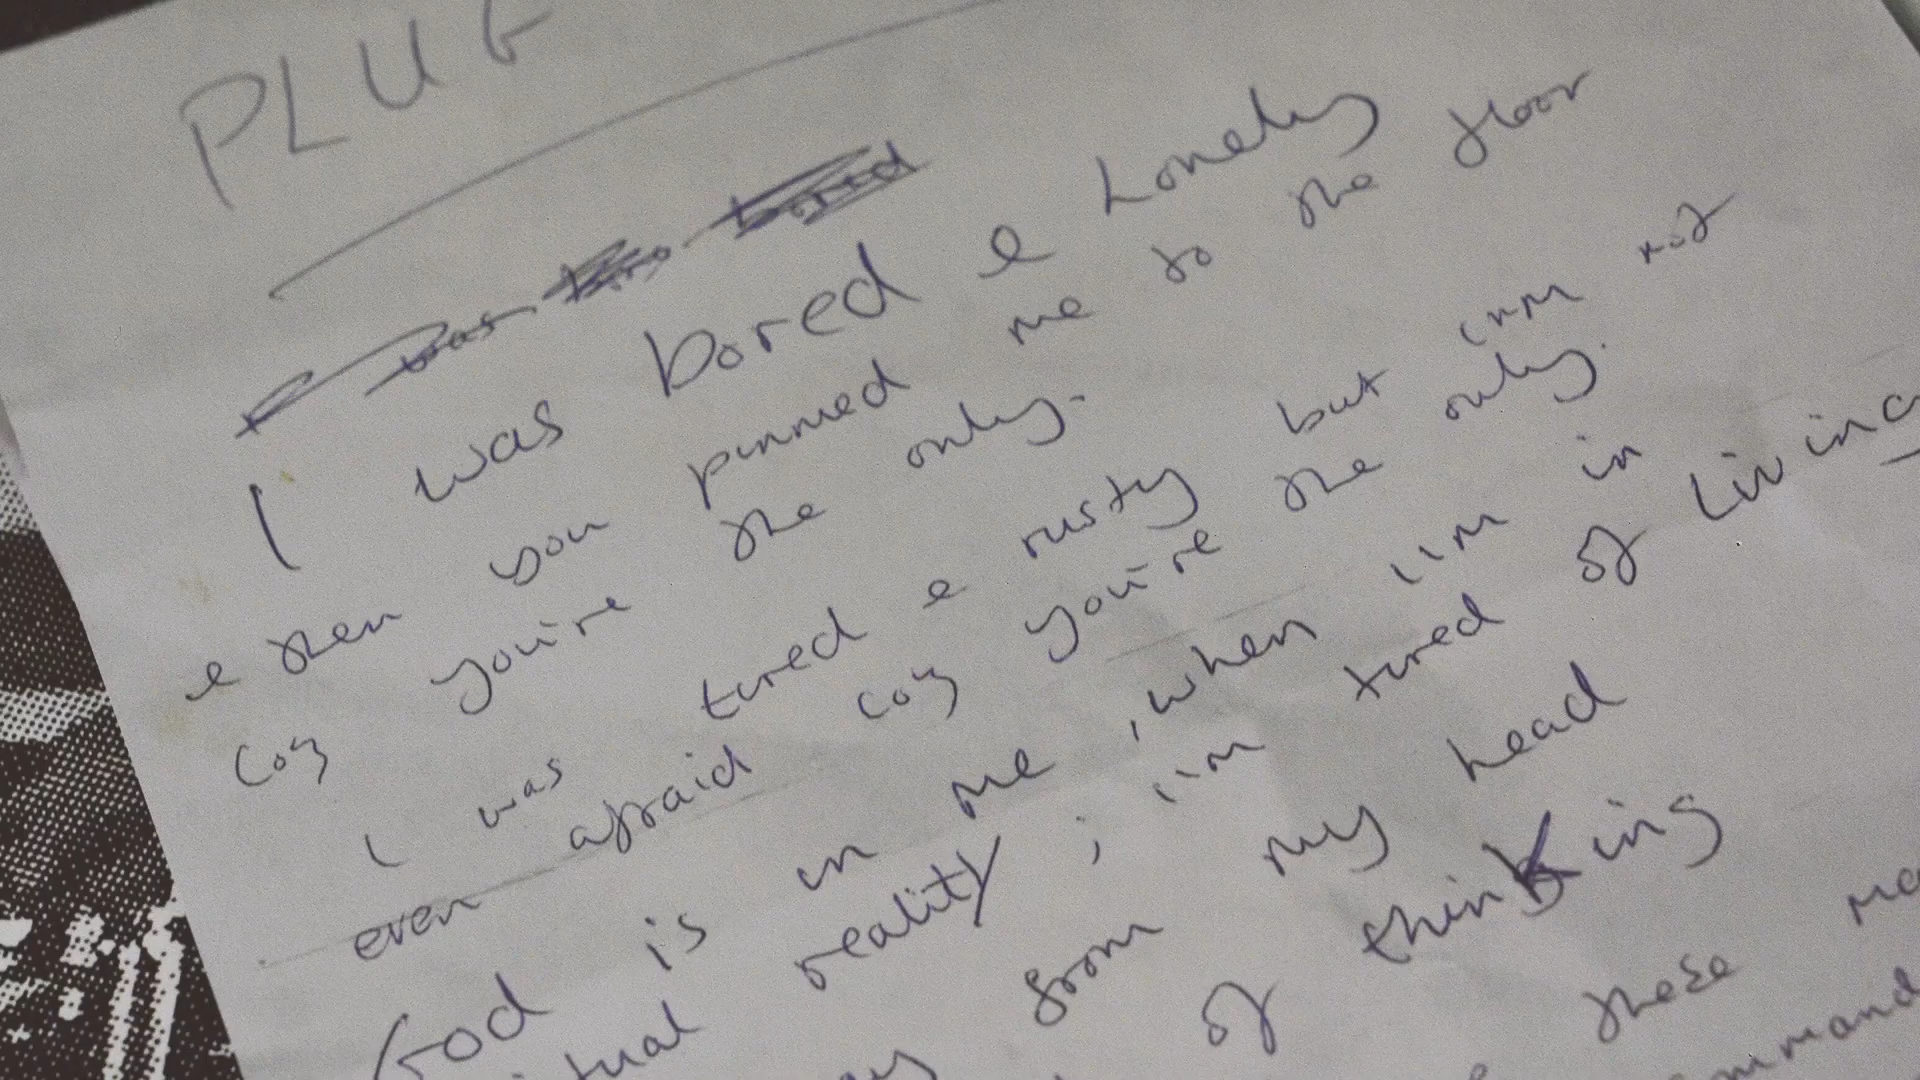 PLUG
I was bored & Lonely
& then you pinned me to the floor
Coz you're the only.
I was tired & rusty but i'm not
even afraid coz you're the only.
God is in me, when i'm in
reality; i'm tired of Living
from my head
of thinking
these